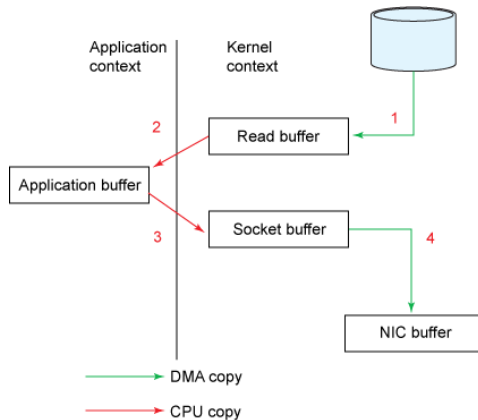 Application
context
Kernel
context
1
2
Read buffer
Application buffer
3
Socket buffer
4
NIC buffer
DMA copy
CPU copy